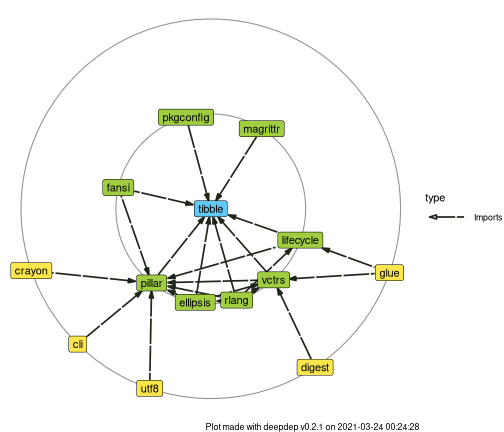 pkgconfig
magrittr
fansi
type
tibble
Imports
lifecycle
crayon
glue
pillar
vctrs
ellipsis
rlang
cli
digest
utf8
Plot made with deepdep v0.2.1 on 2021-03-24 00:24:28